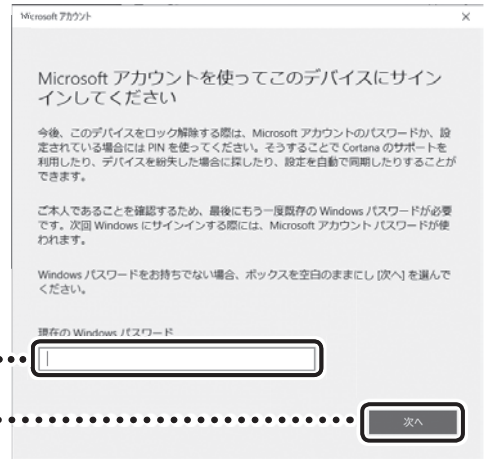 Microsoft アカウント
Microsoft アカウントを使ってこのデバイスにサイン
インしてください
今後、このデバイスをロック解除する際は、Microsoft アカウントのパスワードか、設
定されている場合には PIN を使ってください。そうすることで Cortana のサポートを
利用したり、デバイスを紛失した場合に探したり、設定を自動で同期したりすることが
できます。
ご本人であることを確認するため、最後にもう一度既存の Windows パスワードが必要
です。次回 Windows にサインインする際には、Microsoft アカウント パスワードが使
われます。
Windows パスワードをお持ちでない場合、ボックスを空白のままにし [次へ] を選んで
ください。
現在の Windows パスワード
次へ